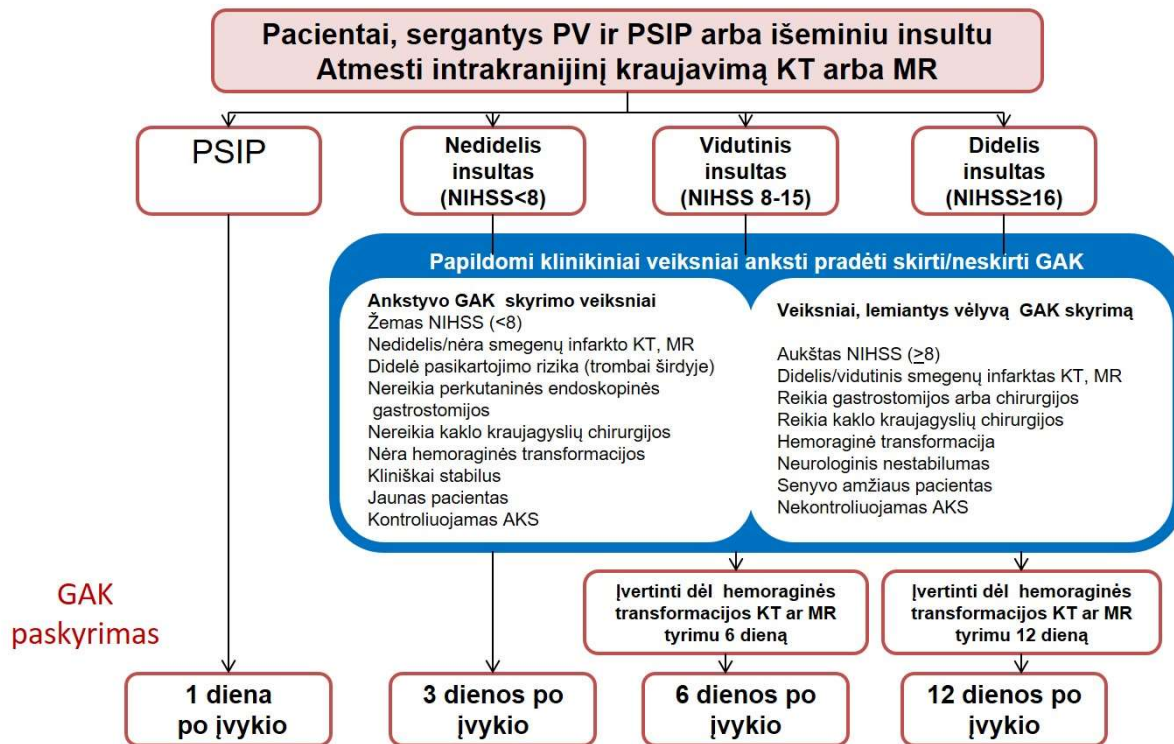 Pacientai, sergantys PV ir PSIP arba išeminiu insultu
Atmesti intrakranijinį kraujavimą KT arba MR
PSIP
Nedidelis
insultas
(NIHSS<8)
Vidutinis
insultas
(NIHSS 8-15)
Didelis
insultas
(NIHSS≥16)
Papildomi klinikiniai veiksniai anksti pradėti skirti/neskirti GAK
Ankstyvo GAK skyrimo veiksniai
Žemas NIHSS (<8)
Nedidelis/nėra smegenų infarkto KT, MR
Didelė pasikartojimo rizika (trombai širdyje)
Nereikia perkutaninės endoskopinės
gastrostomijos
Nereikia kaklo kraujagyslių chirurgijos
Nėra hemoraginės transformacijos
Kliniškai stabilus
Jaunas pacientas
Kontroliuojamas AKS
Veiksniai, lemiantys vėlyvą GAK skyrimą
Aukštas NIHSS (≥8)
Didelis/vidutinis smegenų infarktas KT, MR
Reikia gastrostomijos arba chirurgijos
Reikia kaklo kraujagyslių chirurgijos
Hemoraginė transformacija
Neurologinis nestabilumas
Senyvo amžiaus pacientas
Nekontroliuojamas AKS
Įvertinti dėl hemoraginės
transformacijos KT ar MR
tyrimu 6 dieną
Įvertinti dėl hemoraginės
transformacijos KT ar MR
tyrimu 12 dieną
GAK
paskyrimas
1 diena
po įvykio
3 dienos po
įvykio
6 dienos po
įvykio
12 dienos po
įvykio